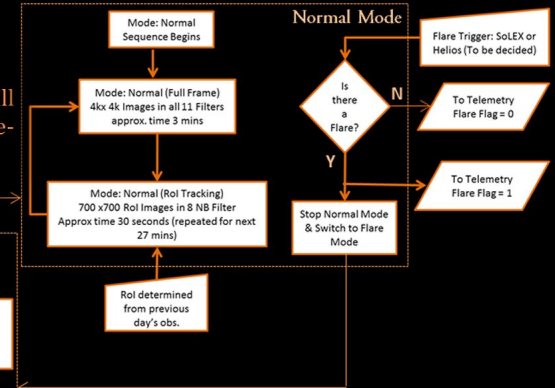 Normal Mode
Mode: Normal
Sequence Begins
Flare Trigger: SoLEX or
Helios (To be decided)
ll
e-
Mode: Normal (Full Frame)
4kx 4k Images in all 11 Filters
approx. time 3 mins
Is
there
a
Flare?
N
To Telemetry
Flare Flag = 0
Y
To Telemetry
Flare Flag = 1
Mode: Normal (RoI Tracking)
700 x700 RoI Images in 8 NB Filter
Approx time 30 seconds (repeated for next
27 mins)
Stop Normal Mode
& Switch to Flare
Mode
RoI determined
from previous
day's obs.